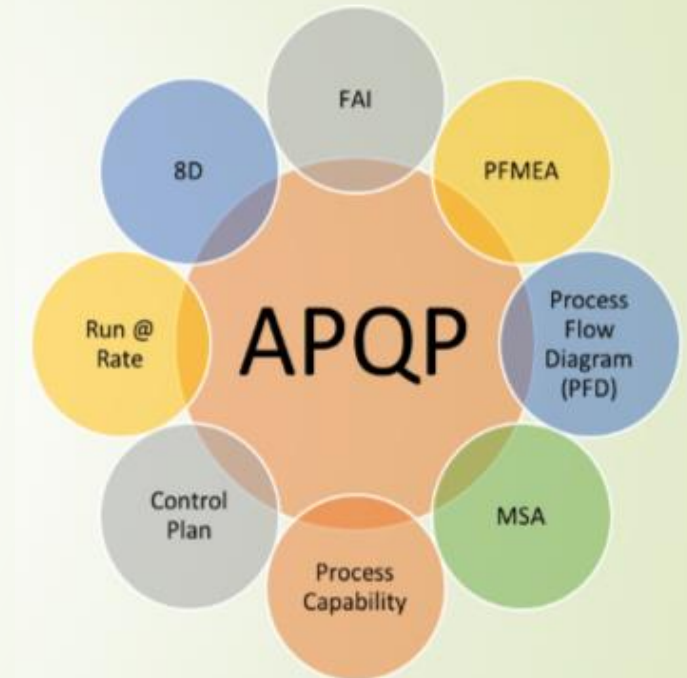 FAI
8D
PFMEA
Run @
Rate
APQP
Process
Flow
Diagram
(PFD)
Control
Plan
MSA
Process
Capability